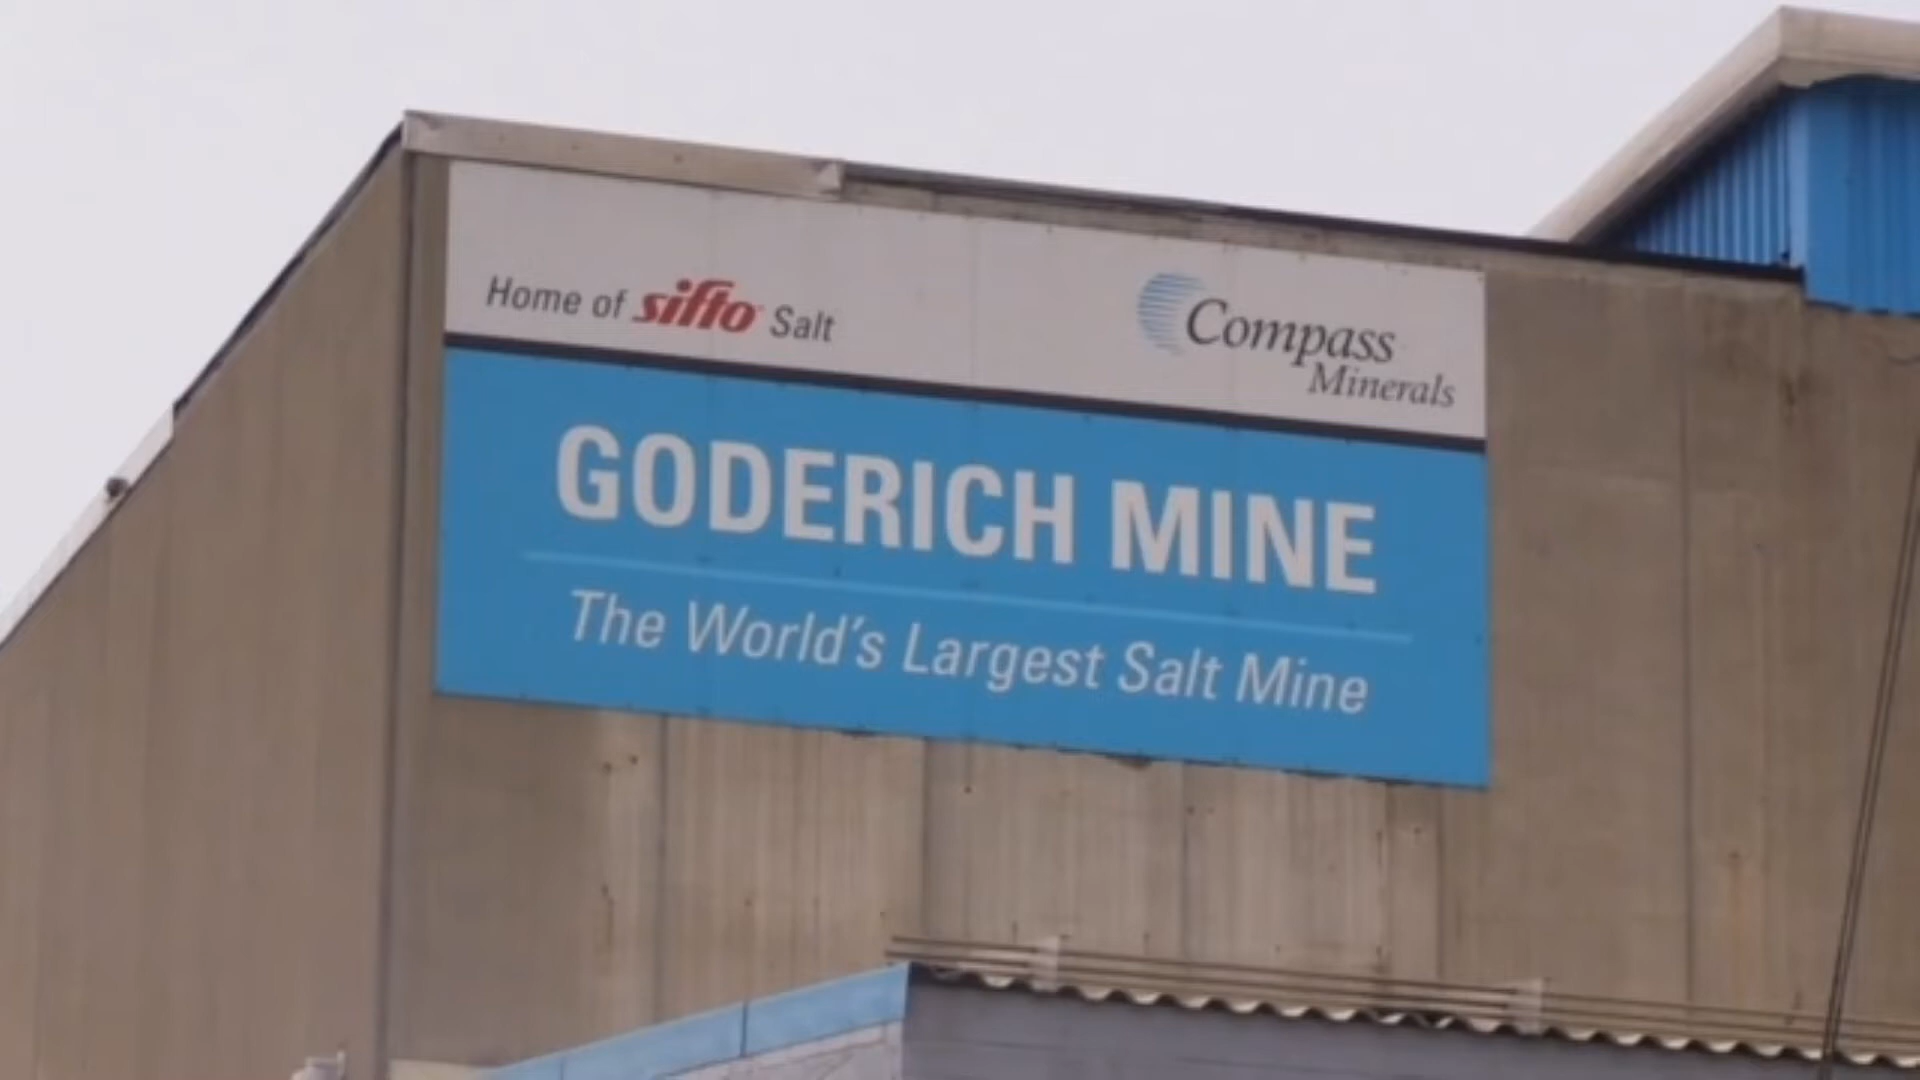 Home of sifto Salt
Compass
Minerals
GODERICH MINE
The World's Largest Salt Mine